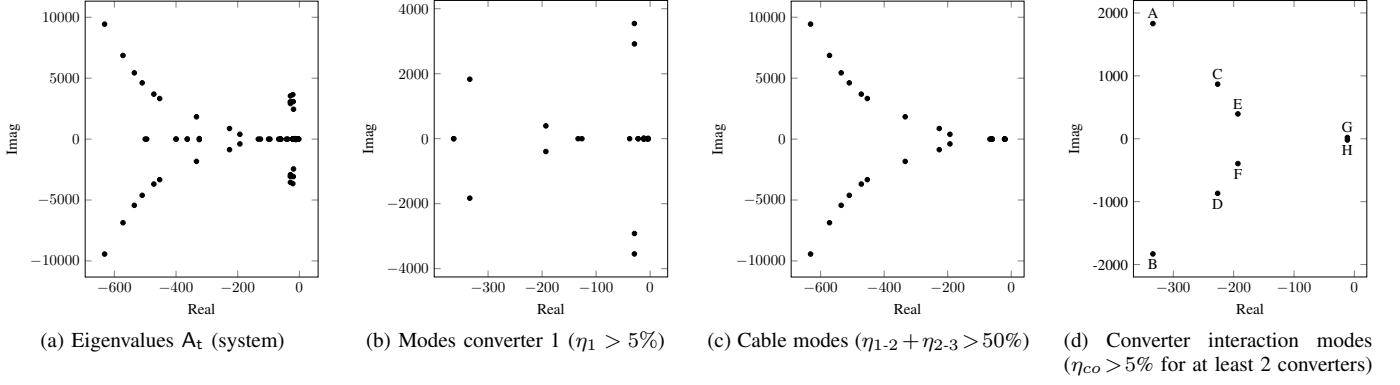 10000
5000
0
−5000
−10000
Imag
−600
−400
−200
0
Real
(a) Eigenvalues At (system)
4000
2000
0
−2000
−4000
Imag
−300
−200
−100
0
Real
(b) Modes converter 1 (η1 > 5%)
10000
5000
0
−5000
−10000
Imag
−600
−400
−200
0
Real
(c) Cable modes (η1-2 + η2-3 > 50%)
2000
1000
0
-1000
-2000
Imag
A
C
E
G
H
F
D
B
−300
−200
−100
0
Real
(d) Converter interaction modes
(ηco > 5% for at least 2 converters)